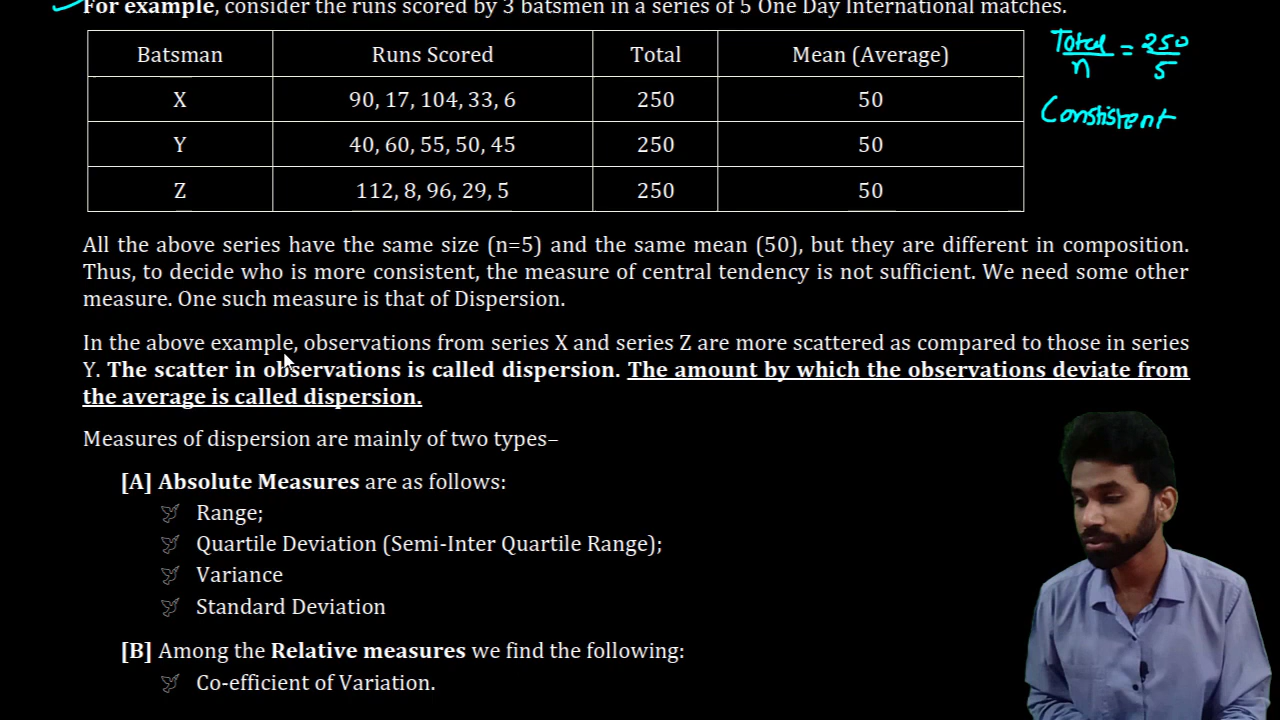 For example, consider the runs scored by 3 batsmen in a series of 5 One Day International matches.
Batsman Runs Scored Total Mean (Average)
X 90, 17, 104, 33, 6 250 50
Y 40, 60, 55, 50, 45 250 50
Z 112, 8, 96, 29, 5 250 50
Total/n = 250/5
Consistent
All the above series have the same size (n=5) and the same mean (50), but they are different in composition.
Thus, to decide who is more consistent, the measure of central tendency is not sufficient. We need some other
measure. One such measure is that of Dispersion.
In the above example, observations from series X and series Z are more scattered as compared to those in series
Y. The scatter in observations is called dispersion. The amount by which the observations deviate from
the average is called dispersion.
Measures of dispersion are mainly of two types–
[A] Absolute Measures are as follows:
Range;
Quartile Deviation (Semi-Inter Quartile Range);
Variance
Standard Deviation
[B] Among the Relative measures we find the following:
Co-efficient of Variation.